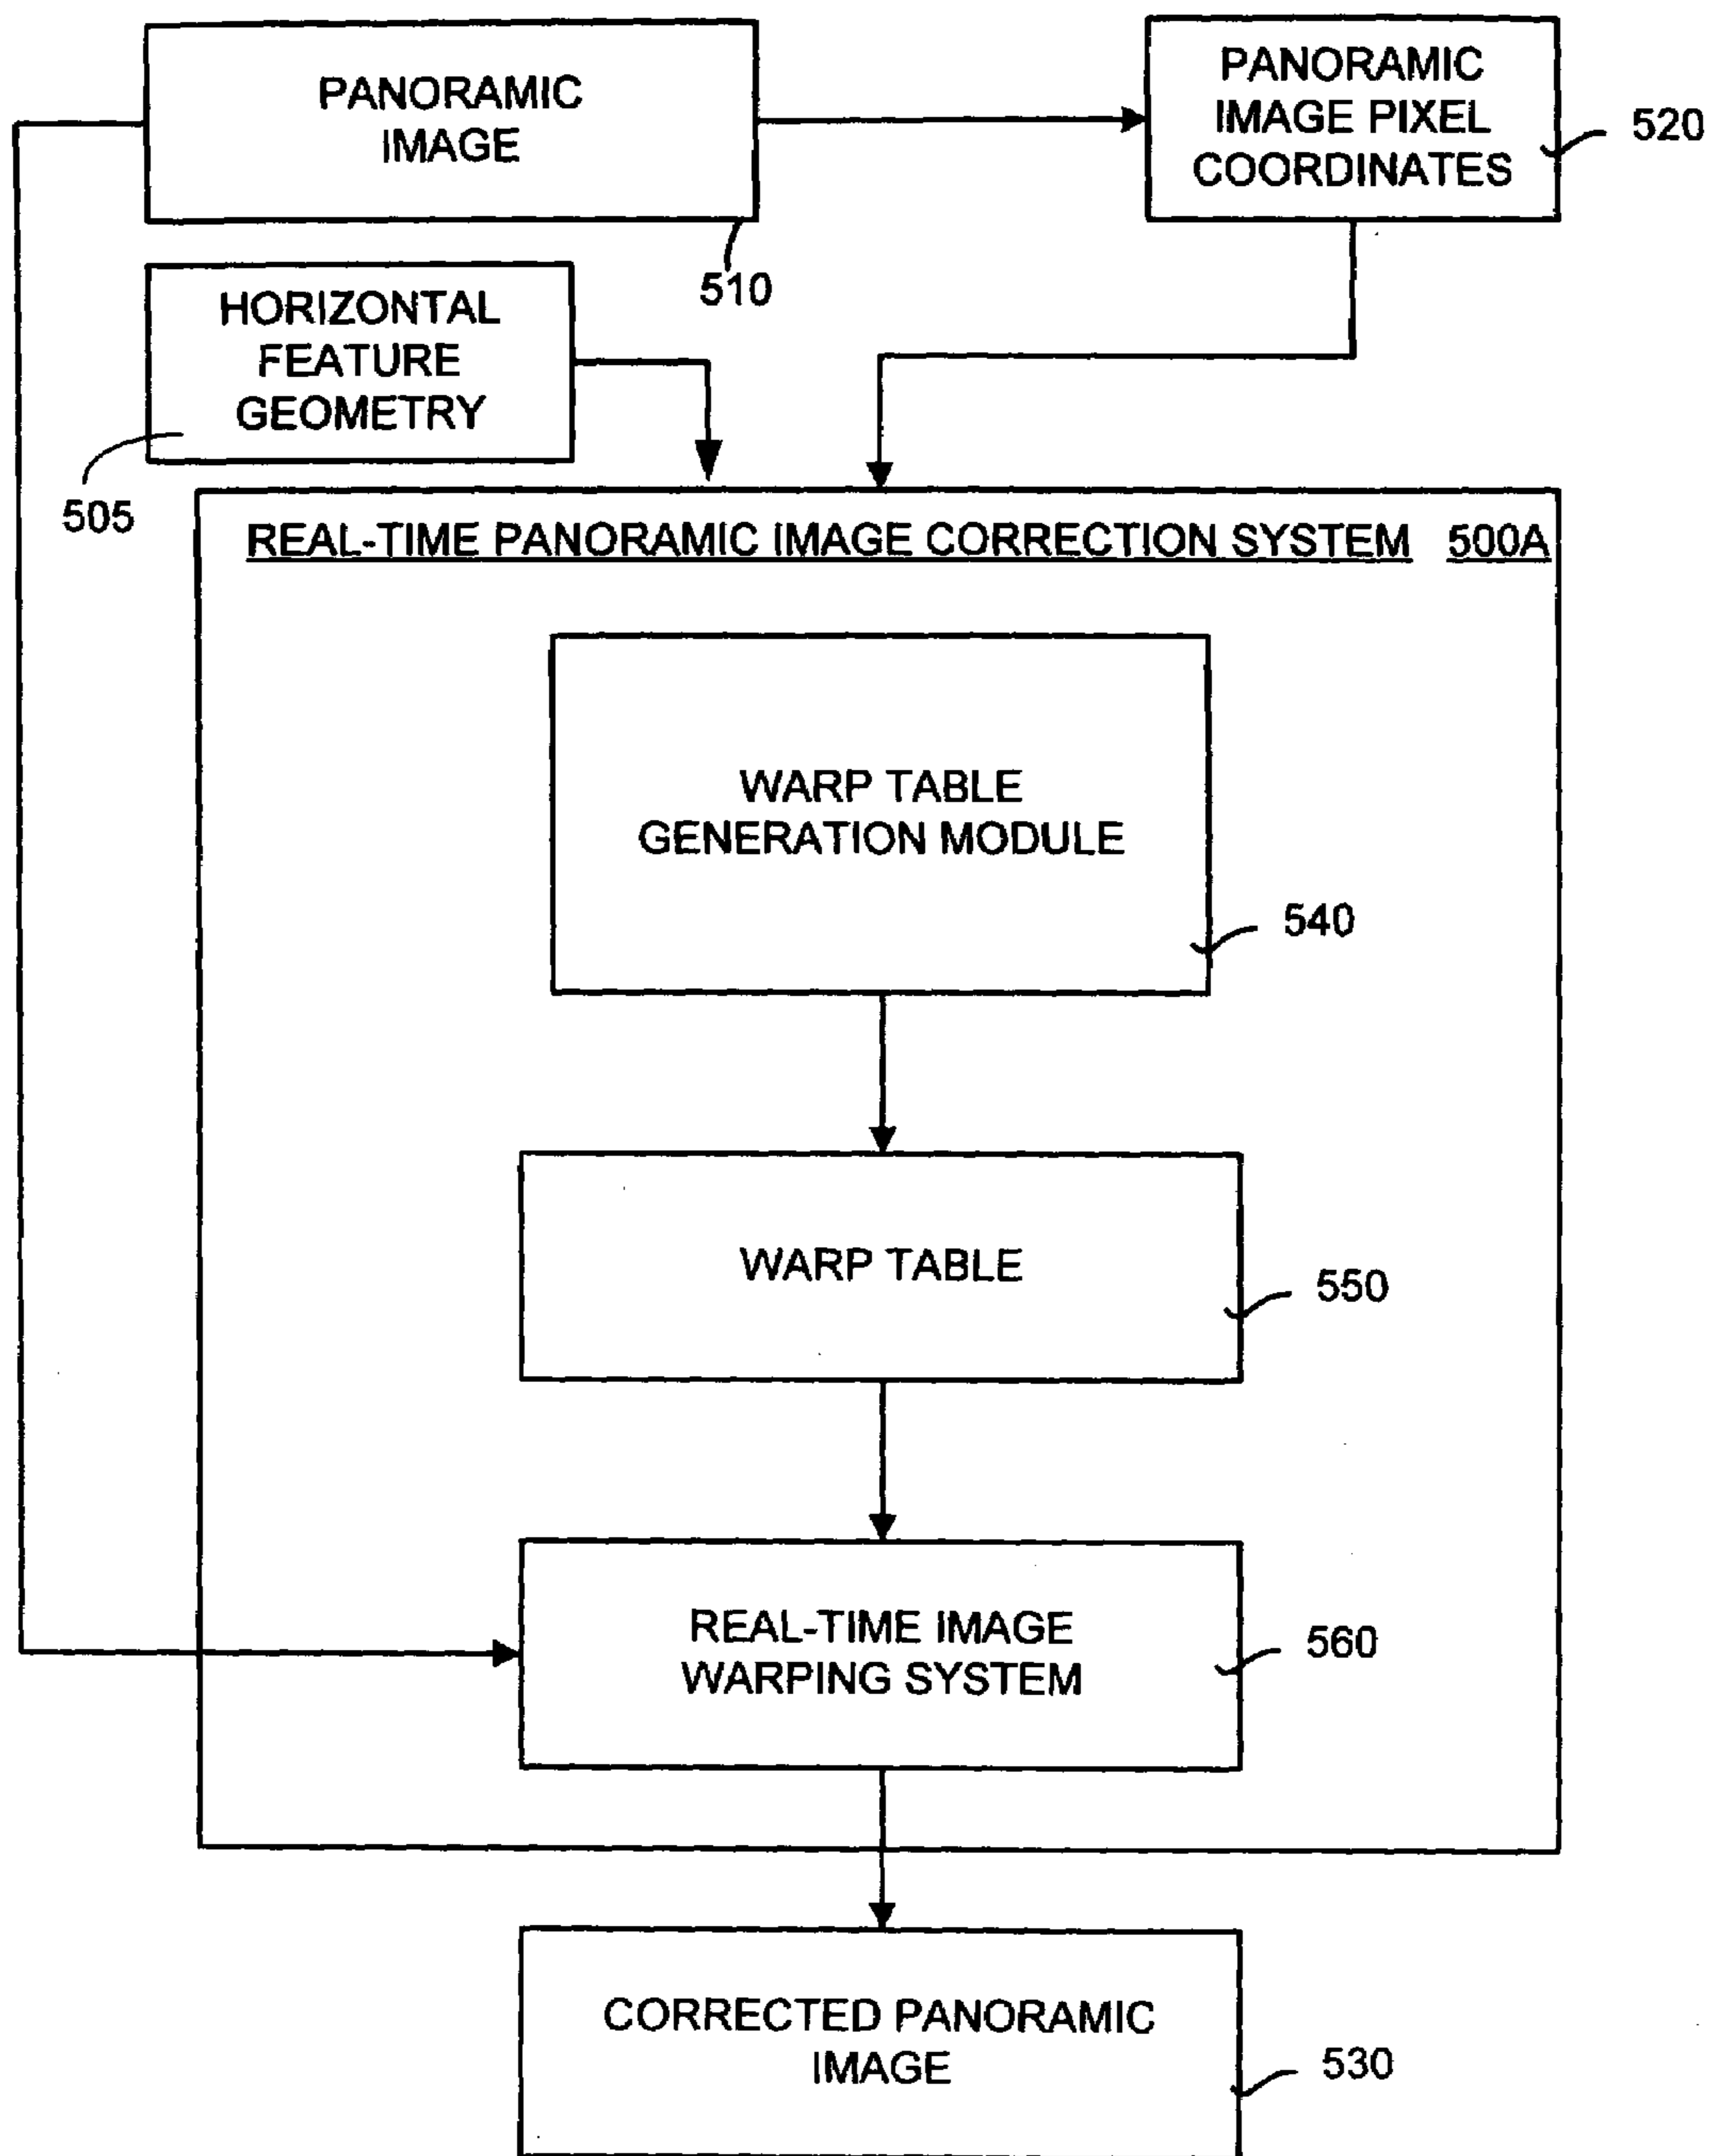 PANORAMIC
IMAGE
510
PANORAMIC
IMAGE PIXEL
COORDINATES
520
HORIZONTAL
FEATURE
GEOMETRY
505
REAL-TIME PANORAMIC IMAGE CORRECTION SYSTEM 500A
WARP TABLE
GENERATION MODULE
540
WARP TABLE
550
REAL-TIME IMAGE
WARPING SYSTEM
560
CORRECTED PANORAMIC
IMAGE
530